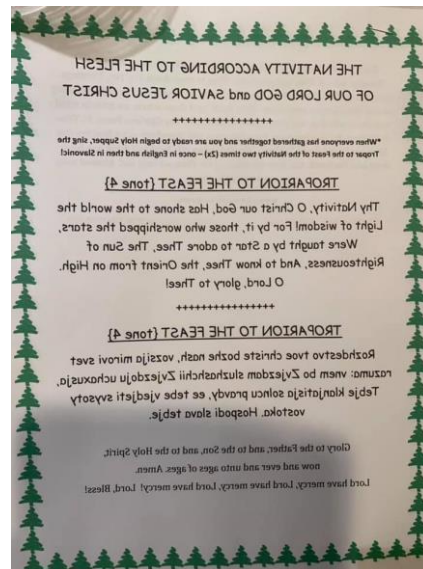 THE NATIVITY ACCORDING TO THE FLESH
OF OUR LORD GOD and SAVIOR JESUS CHRIST
++++++++++++++++
*When everyone has gathered together and you are ready to begin Holy Supper, sing the
Tropar to the Feast of the Nativity two times (2x) – once in English and then in Slavonic!
TROPARION TO THE FEAST {tone 4}
Thy Nativity, O Christ our God, Has shone to the world the
Light of wisdom! For by it, those who worshipped the stars,
Were taught by a Star to adore Thee, The Sun of
Righteousness, And to know Thee, the Orient from on High.
O Lord, glory to Thee!
++++++++++++++++
TROPARION TO THE FEAST {tone 4}
Rozhdestvo tvoe christe bozhe nash, vozsija mirovi svet
razuma: vnem bo Zvjezdam sluzhashchii Zvjezdoju uchaxusja,
Tebje klanjatisja solncu pravdy, ee tebe vjedjeti svysoty
vostoka. Hospodi slava tebje.
Glory to the Father, and to the Son, and to the Holy Spirit,
now and ever and unto ages of ages. Amen.
Lord have mercy, Lord have mercy, Lord have mercy! Lord, Bless!